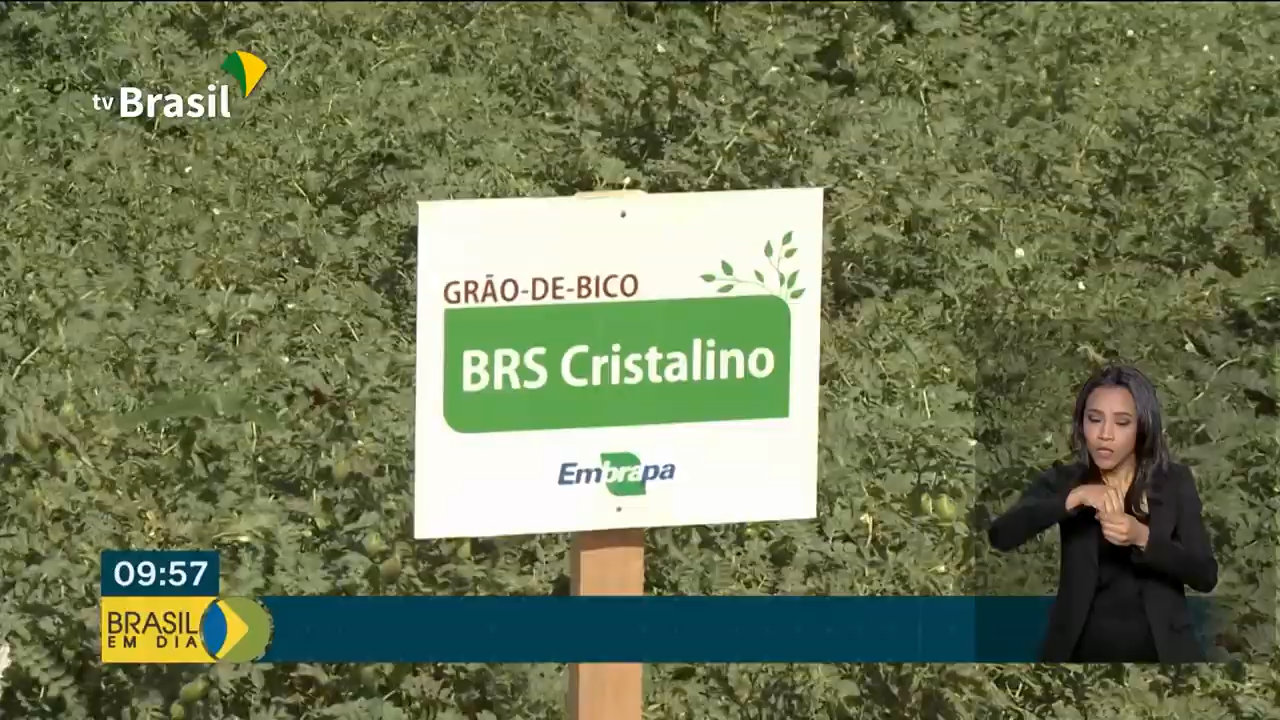 tv Brasil
GRÃO-DE-BICO
BRS Cristalino
Embrapa
09:57
BRASIL
EM DIA